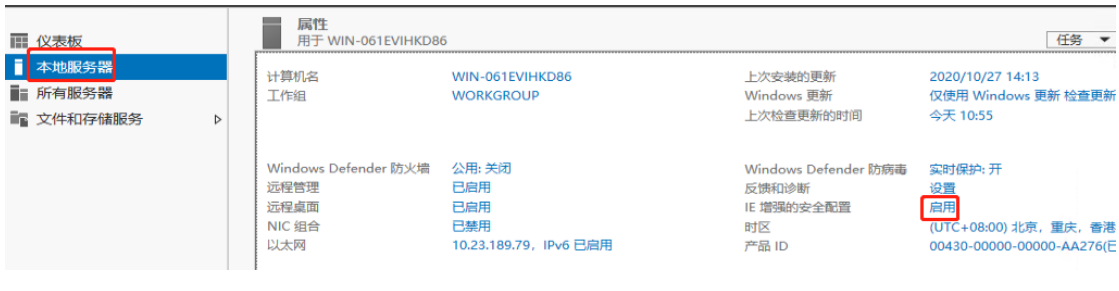 仪表板
本地服务器
所有服务器
文件和存储服务
属性
用于 WIN-061EVIHKD86
任务
计算机名 WIN-061EVIHKD86 上次安装的更新 2020/10/27 14:13
工作组 WORKGROUP Windows 更新 仅使用 Windows 更新 检查更新
上次检查更新的时间 今天 10:55
Windows Defender 防火墙 公用: 关闭 Windows Defender 防病毒 实时保护: 开
远程管理 已启用 反馈和诊断 设置
远程桌面 已启用 IE 增强的安全配置 启用
NIC 组合 已禁用 时区 (UTC+08:00) 北京，重庆，香港
以太网 10.23.189.79，IPv6 已启用 产品 ID 00430-00000-00000-AA276(已